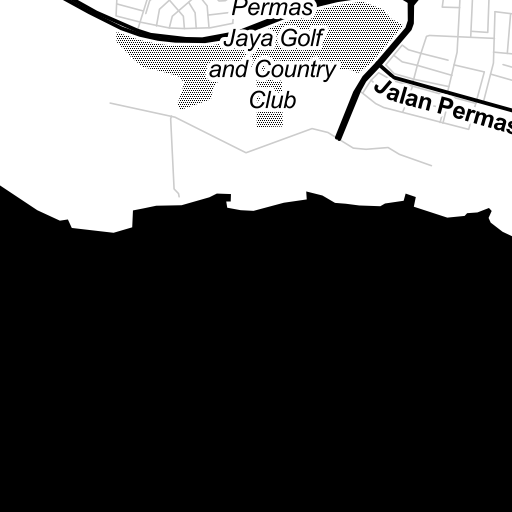 Permas
Jaya Golf
and Country
Club
Jalan Permas